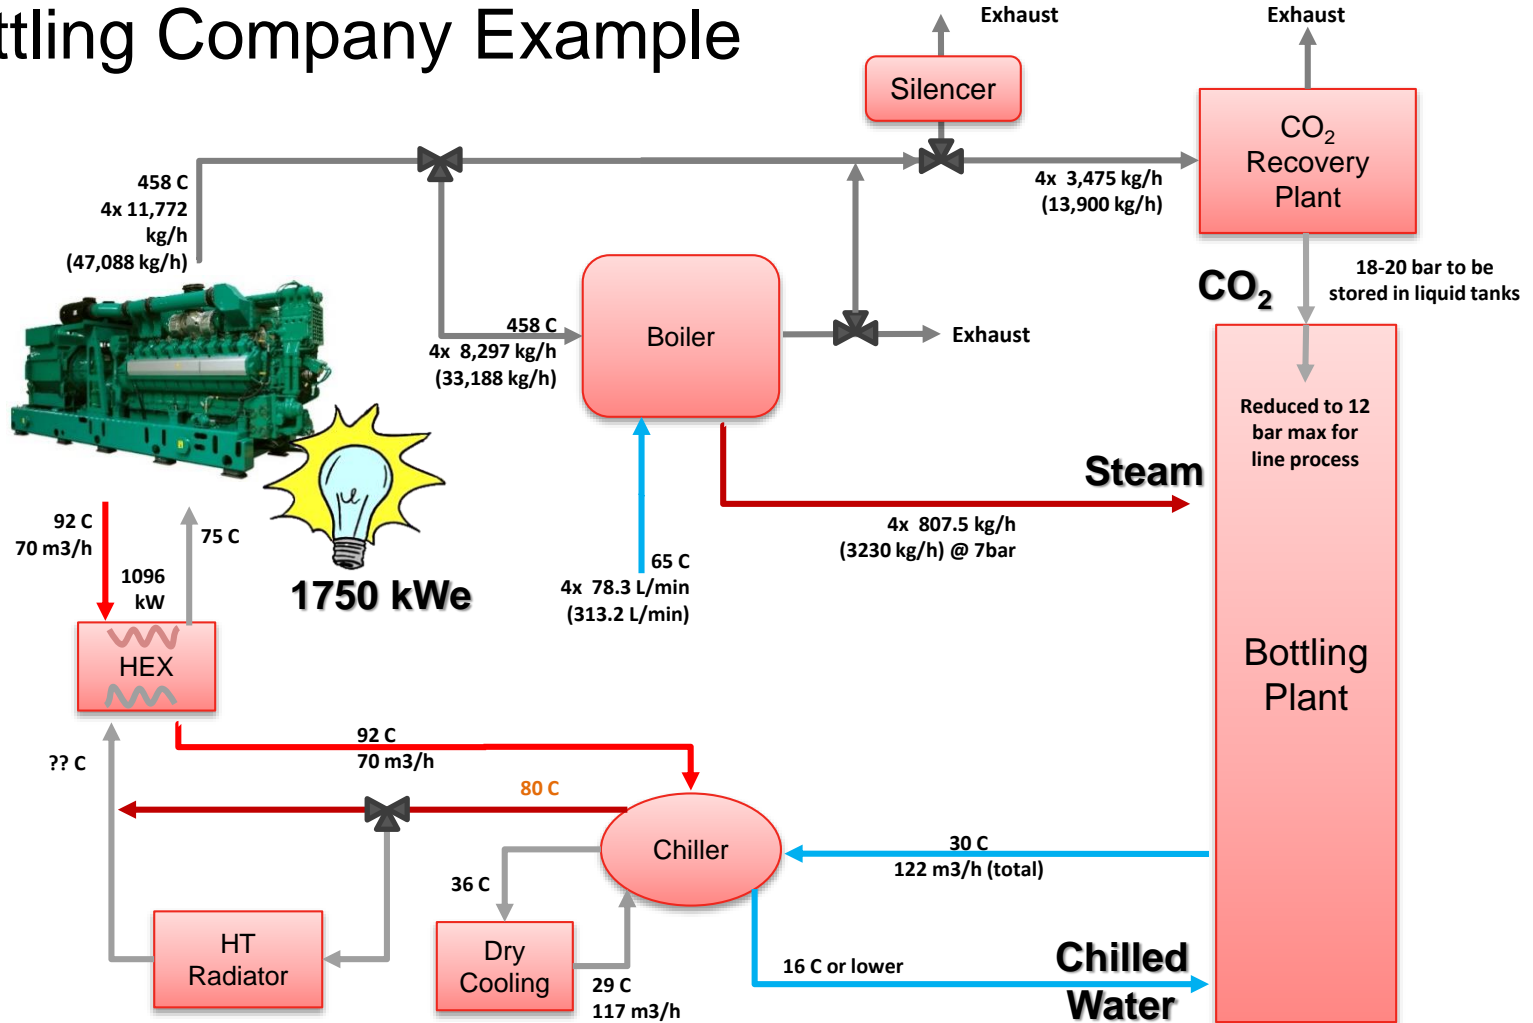 ttling Company Example
Exhaust
Exhaust
Silencer
CO₂
Recovery
Plant
458 C
4x 11,772
kg/h
(47,088 kg/h)
4x 3,475 kg/h
(13,900 kg/h)
CO₂
18-20 bar to be
stored in liquid tanks
458 C
4x 8,297 kg/h
(33,188 kg/h)
Boiler
Exhaust
Reduced to 12
bar max for
line process
Steam
4x 807.5 kg/h
(3230 kg/h) @ 7bar
92 C
70 m3/h
75 C
1096
kW
1750 kWe
65 C
4x 78.3 L/min
(313.2 L/min)
HEX
Bottling
Plant
?? C
92 C
70 m3/h
80 C
Chiller
30 C
122 m3/h (total)
36 C
HT
Radiator
Dry
Cooling
29 C
117 m3/h
16 C or lower
Chilled
Water